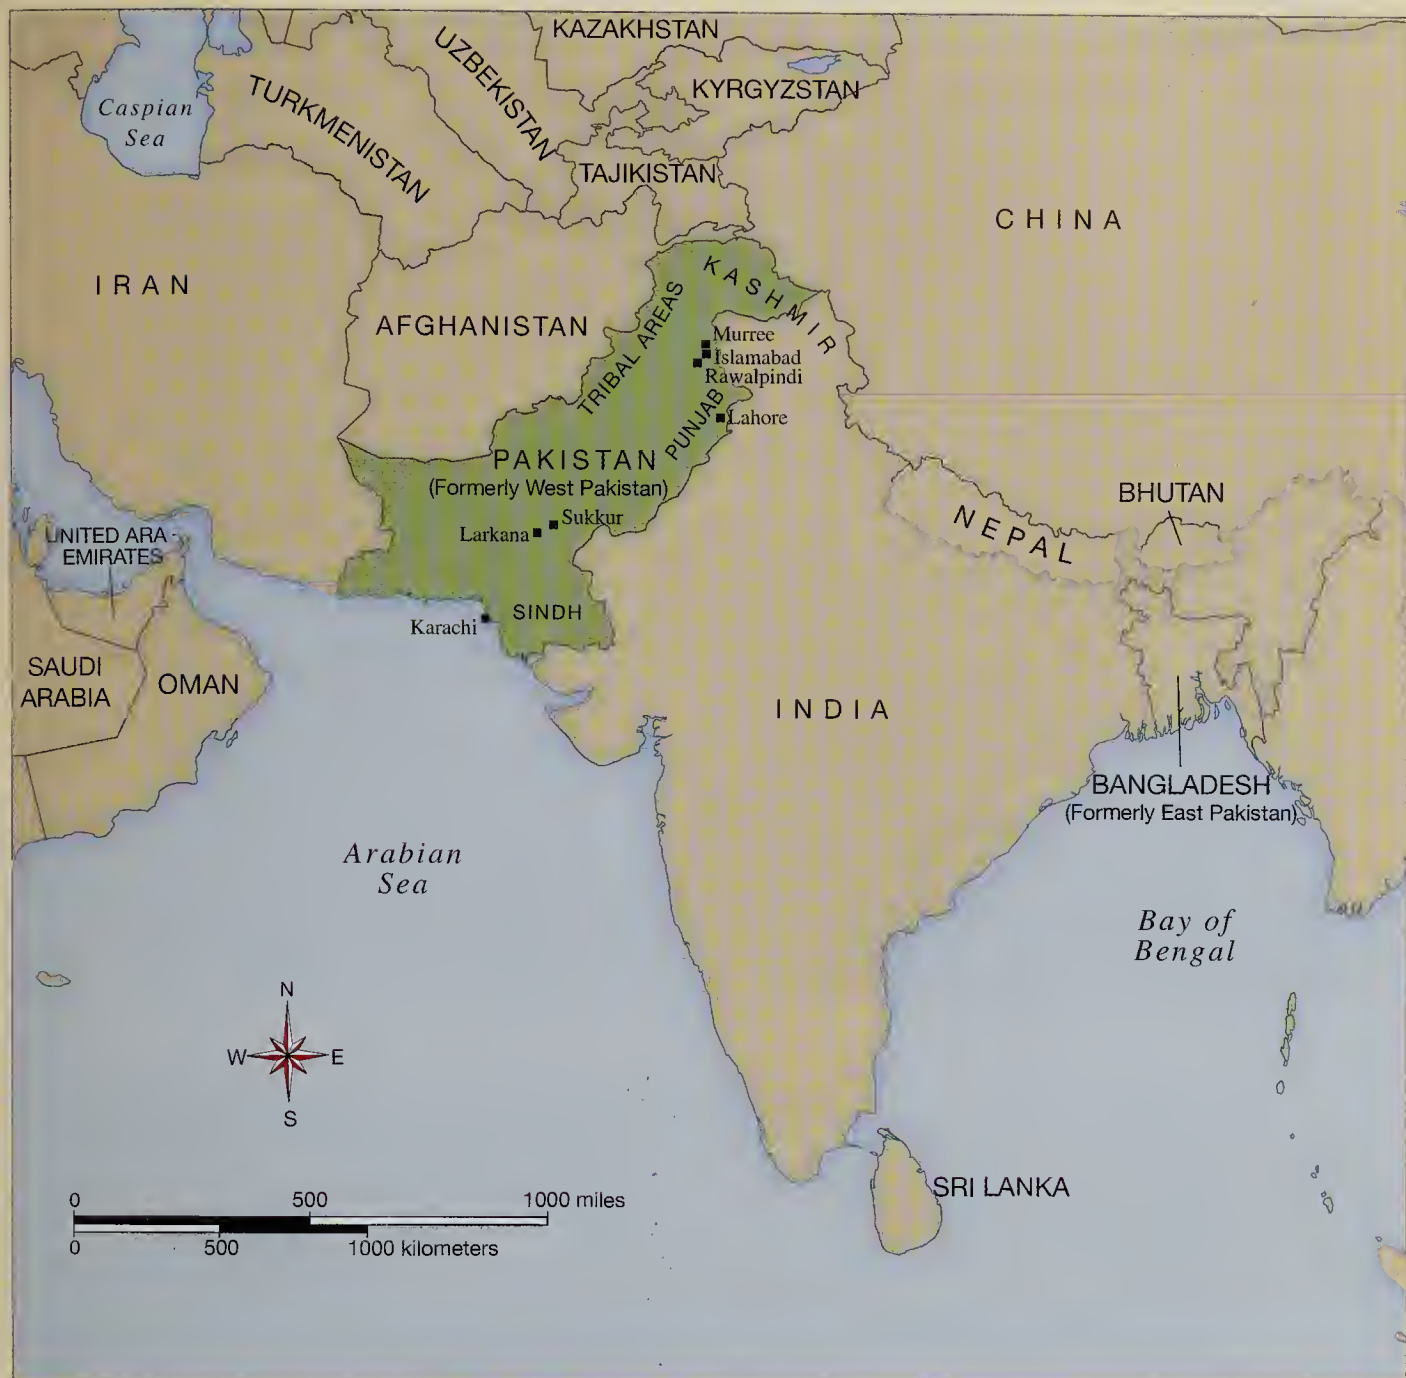 KAZAKHSTAN
UZBEKISTAN
KYRGYZSTAN
TURKMENISTAN
Caspian
Sea
TAJIKISTAN
CHINA
IRAN
KASHMIR
AFGHANISTAN
TRIBAL AREAS
Murree
Islamabad
Rawalpindi
PUNJAB
Lahore
PAKISTAN
(Formerly West Pakistan)
BHUTAN
NEPAL
Sukkur
Larkana
UNITED ARA
EMIRATES
SINDH
Karachi
SAUDI
ARABIA
OMAN
INDIA
BANGLADESH
(Formerly East Pakistan)
Arabian
Sea
Bay of
Bengal
N
W E
S
SRI LANKA
0 500 1000 miles
0 500 1000 kilometers